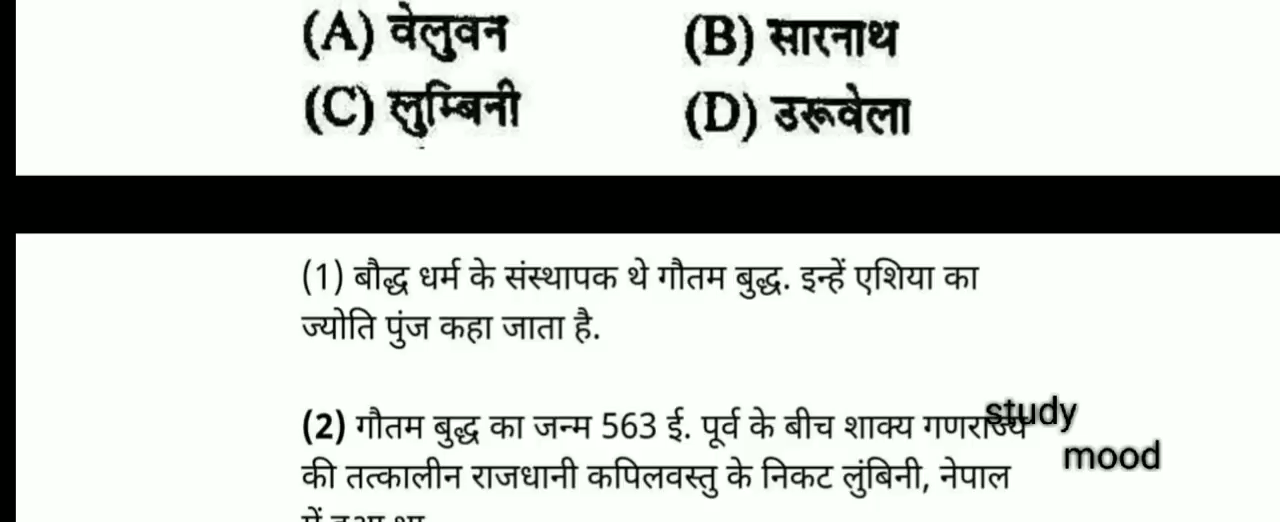 (A) वेलुवन (B) सारनाथ
(C) लुम्बिनी (D) उरूवेला
(1) बौद्ध धर्म के संस्थापक थे गौतम बुद्ध. इन्हें एशिया का
ज्योति पुंज कहा जाता है.
(2) गौतम बुद्ध का जन्म 563 ई. पूर्व के बीच शाक्य गणराज्य
study
mood
की तत्कालीन राजधानी कपिलवस्तु के निकट लुंबिनी, नेपाल